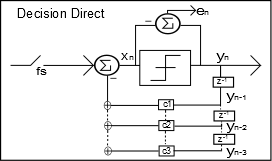 Decision Direct
Σ
eₙ
fs
Σ
xₙ
yₙ
z⁻¹
c1
yₙ₋₁
z⁻¹
c2
yₙ₋₂
z⁻¹
c3
yₙ₋₃